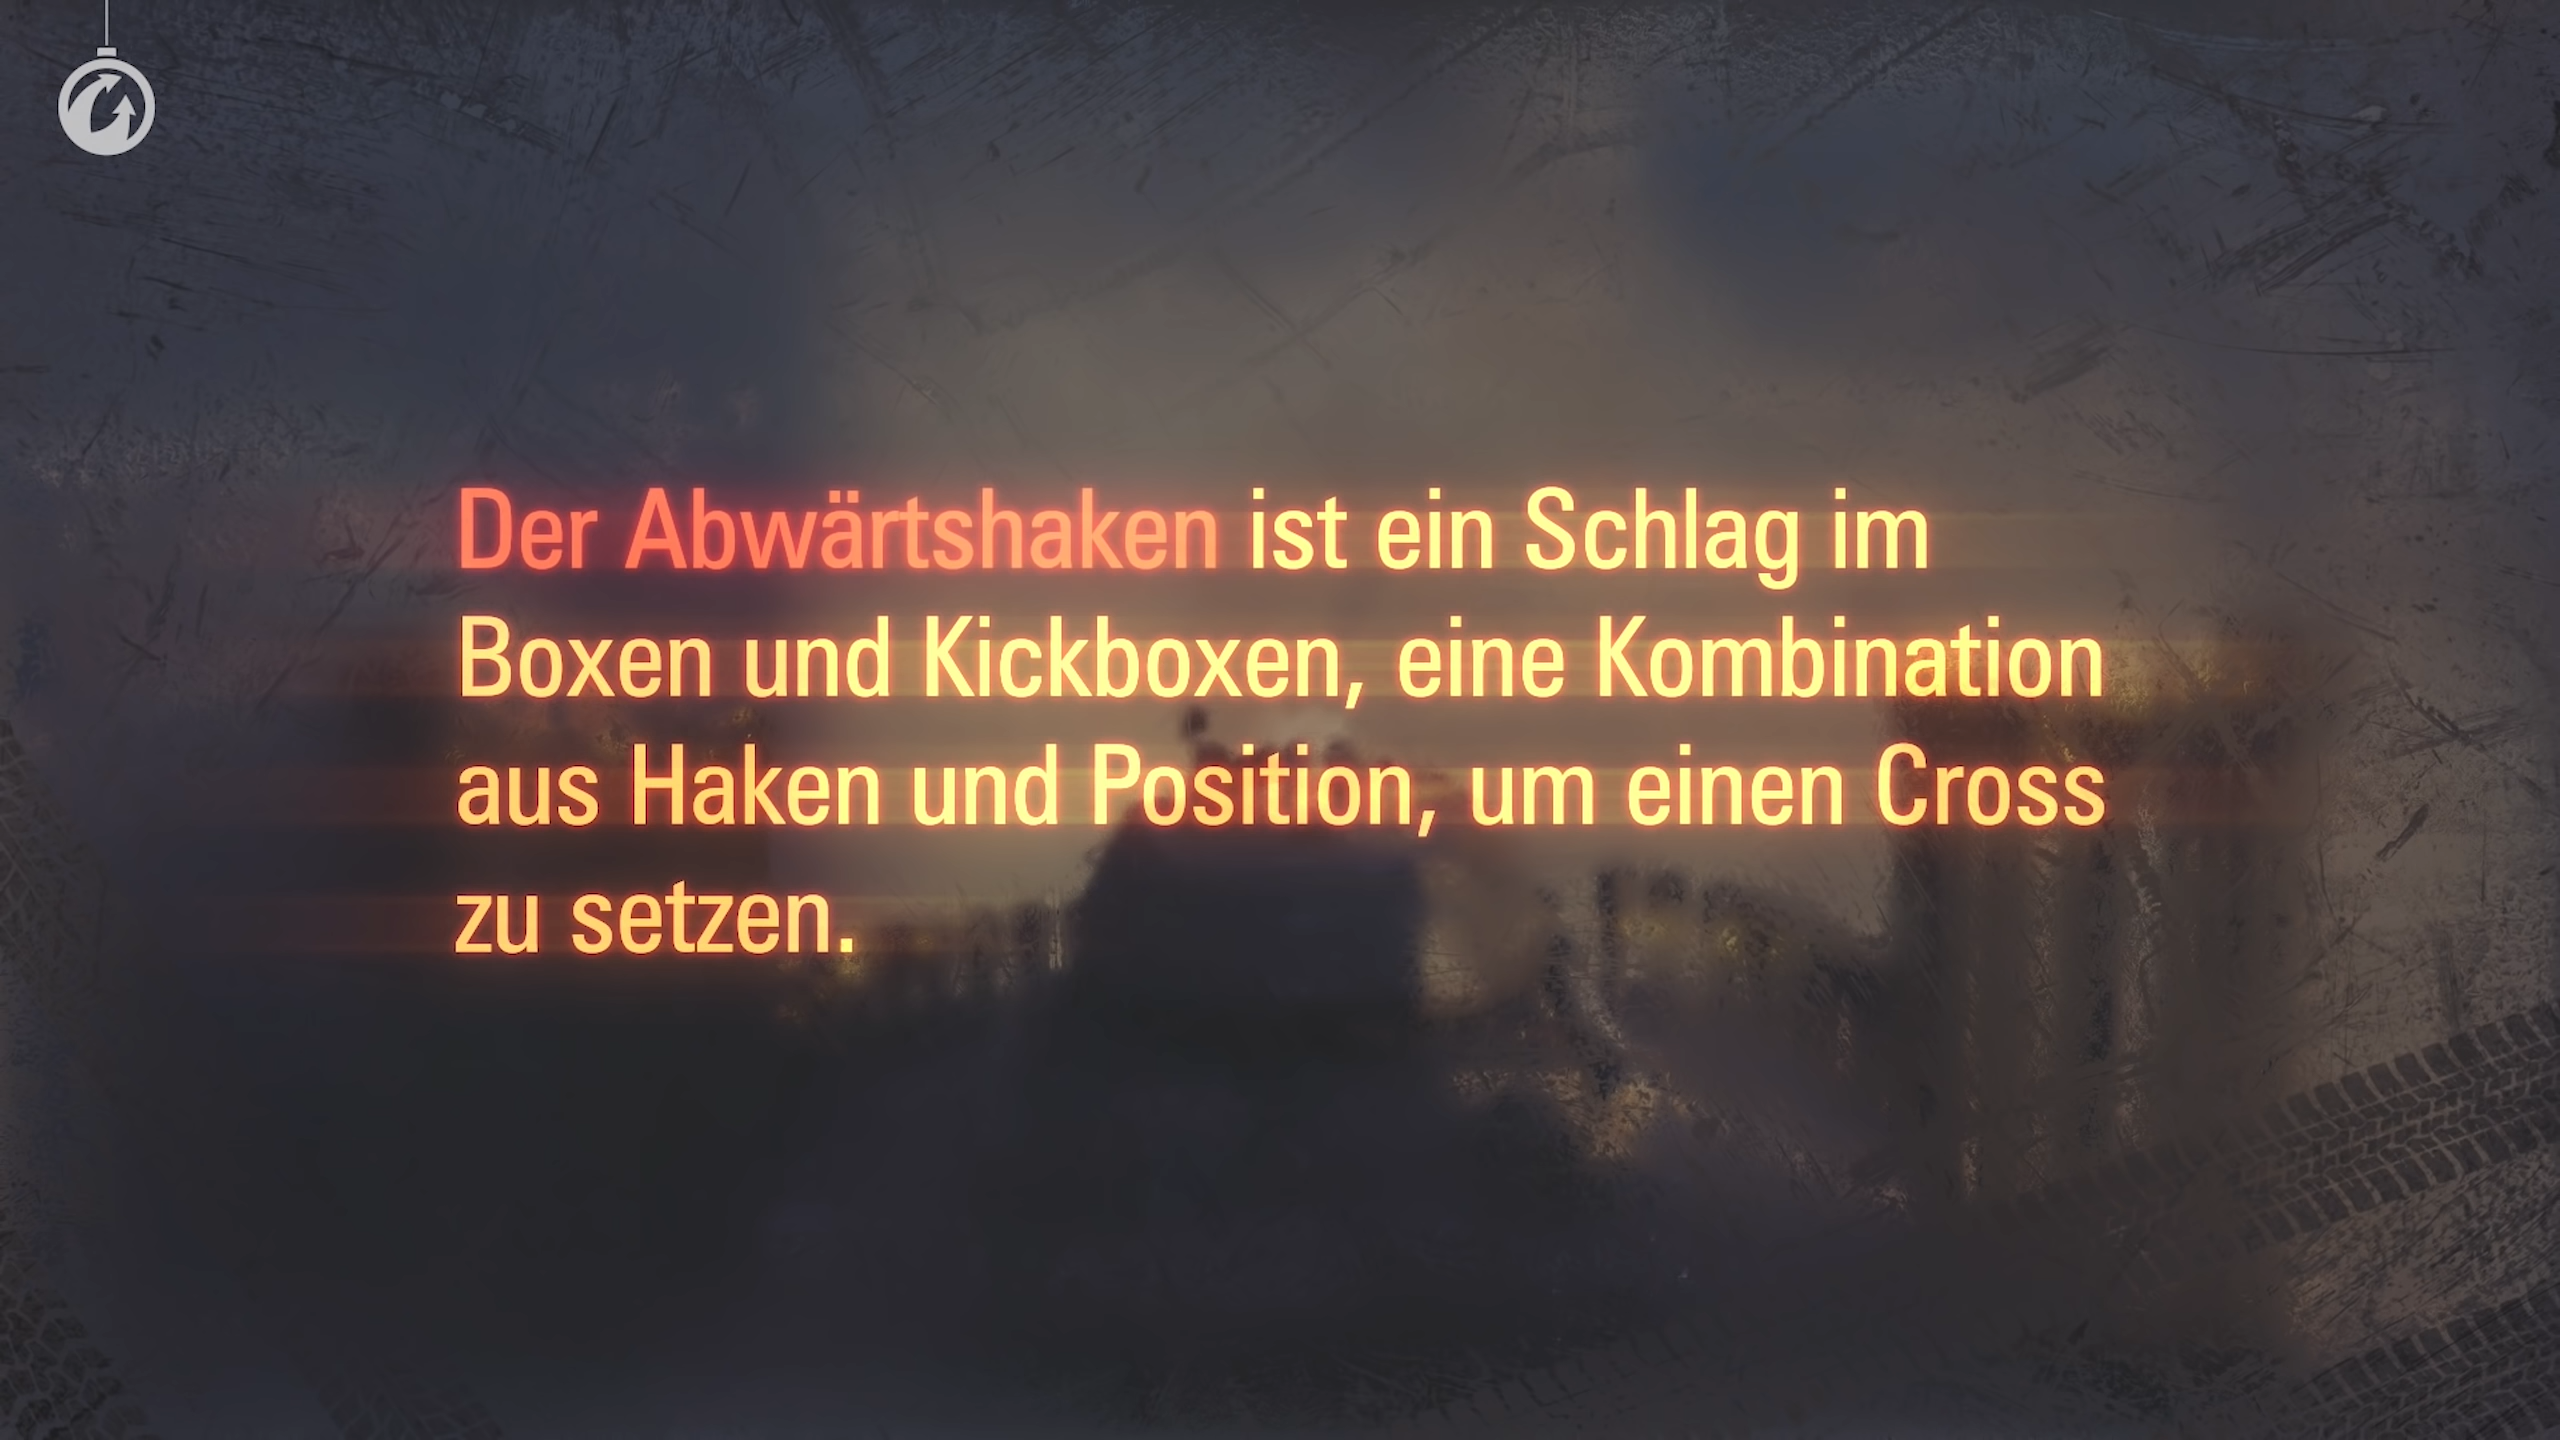 Der Abwärtshaken ist ein Schlag im
Boxen und Kickboxen, eine Kombination
aus Haken und Position, um einen Cross
zu setzen.